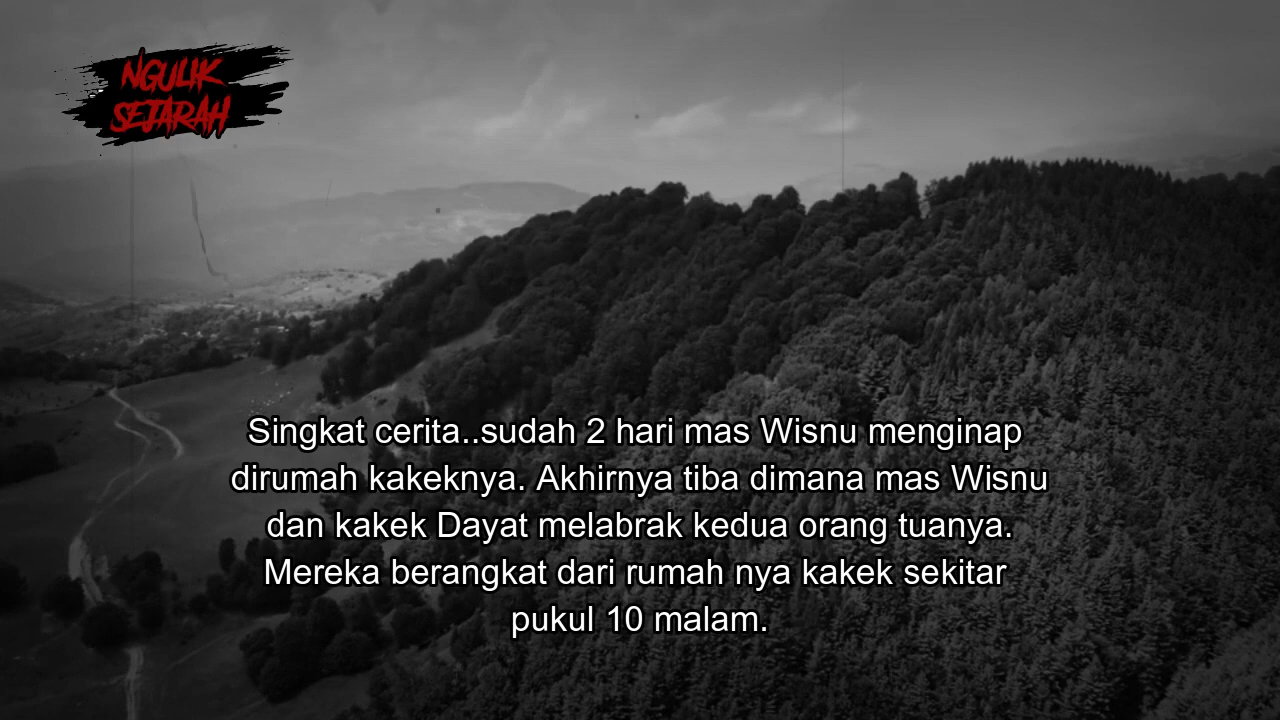 NGULIK
SEJARAH
Singkat cerita..sudah 2 hari mas Wisnu menginap
dirumah kakeknya. Akhirnya tiba dimana mas Wisnu
dan kakek Dayat melabrak kedua orang tuanya.
Mereka berangkat dari rumah nya kakek sekitar
pukul 10 malam.